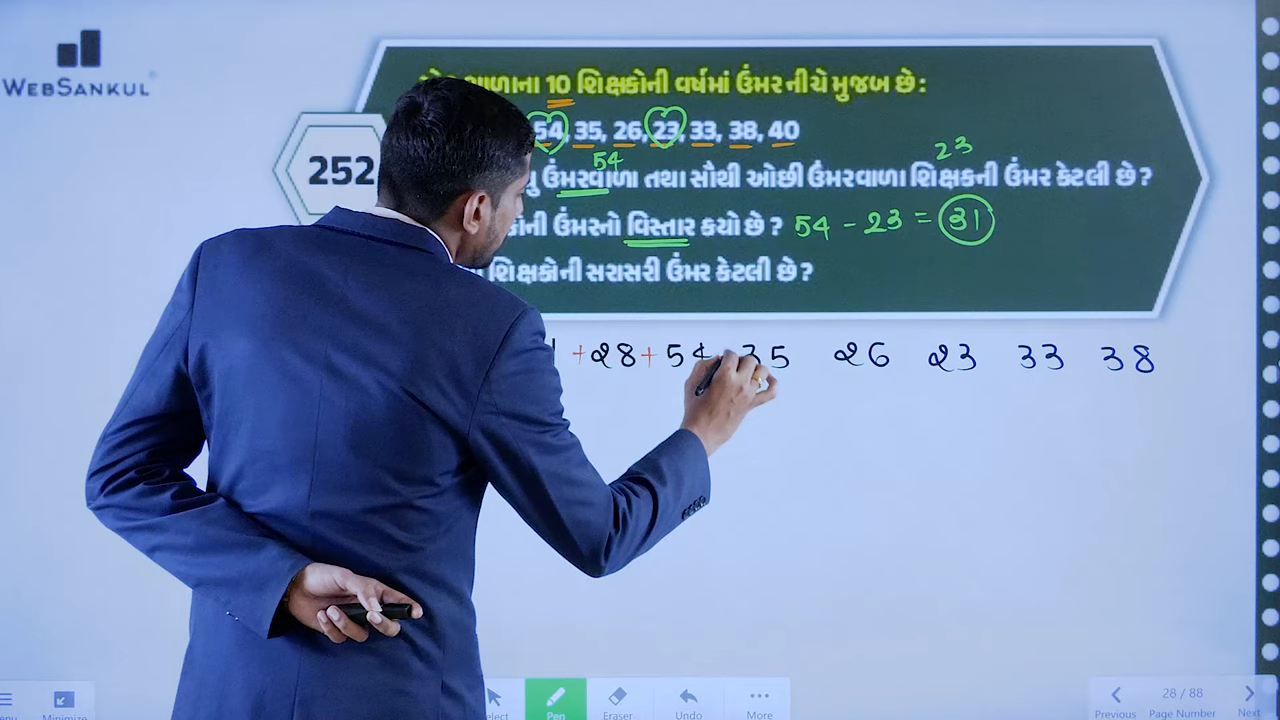 WEBSANKUL
10 શિક્ષકોની વર્ષમાં ઉંમર નીચે મુજબ છે :
54, 35, 26, 23, 33, 38, 40
54
23
252
ઉંમરવાળા તથા સૌથી ઓછી ઉંમરવાળા શિક્ષકની ઉંમર કેટલી છે ?
ઉંમરનો વિસ્તાર કયો છે ? 54 - 23 = 31
શિક્ષકોની સરાસરી ઉંમર કેટલી છે ?
+ 28 + 54 35 26 23 33 38
Minimize Pen Eraser Undo More Previous 28 / 88 Page Number Next